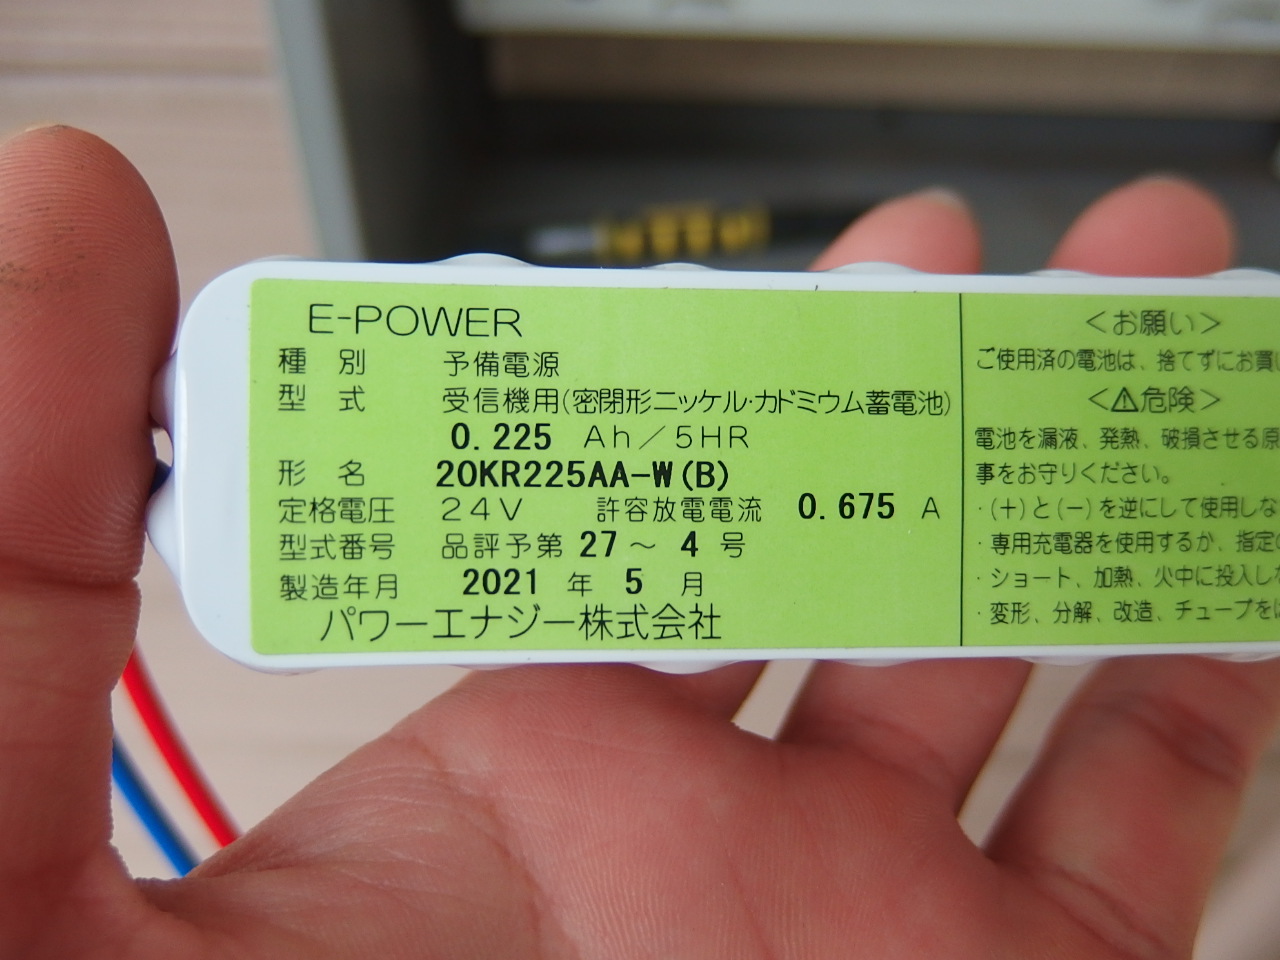 E-POWER
種 別 予備電源
型 式 受信機用(密閉形ニッケル・カドミウム蓄電池)
0.225 Ah/5HR
形 名 20KR225AA-W(B)
定格電圧 24V 許容放電電流 0.675 A
型式番号 品評予第 27~ 4 号
製造年月 2021 年 5 月
パワーエナジー株式会社
<お願い>
ご使用済の電池は、捨てずにお買い
<⚠危険>
電池を漏液、発熱、破損させる原
事をお守りください。
・(+)と(-)を逆にして使用しな
・専用充電器を使用するか、指定の
・ショート、加熱、火中に投入し
・変形、分解、改造、チューブを